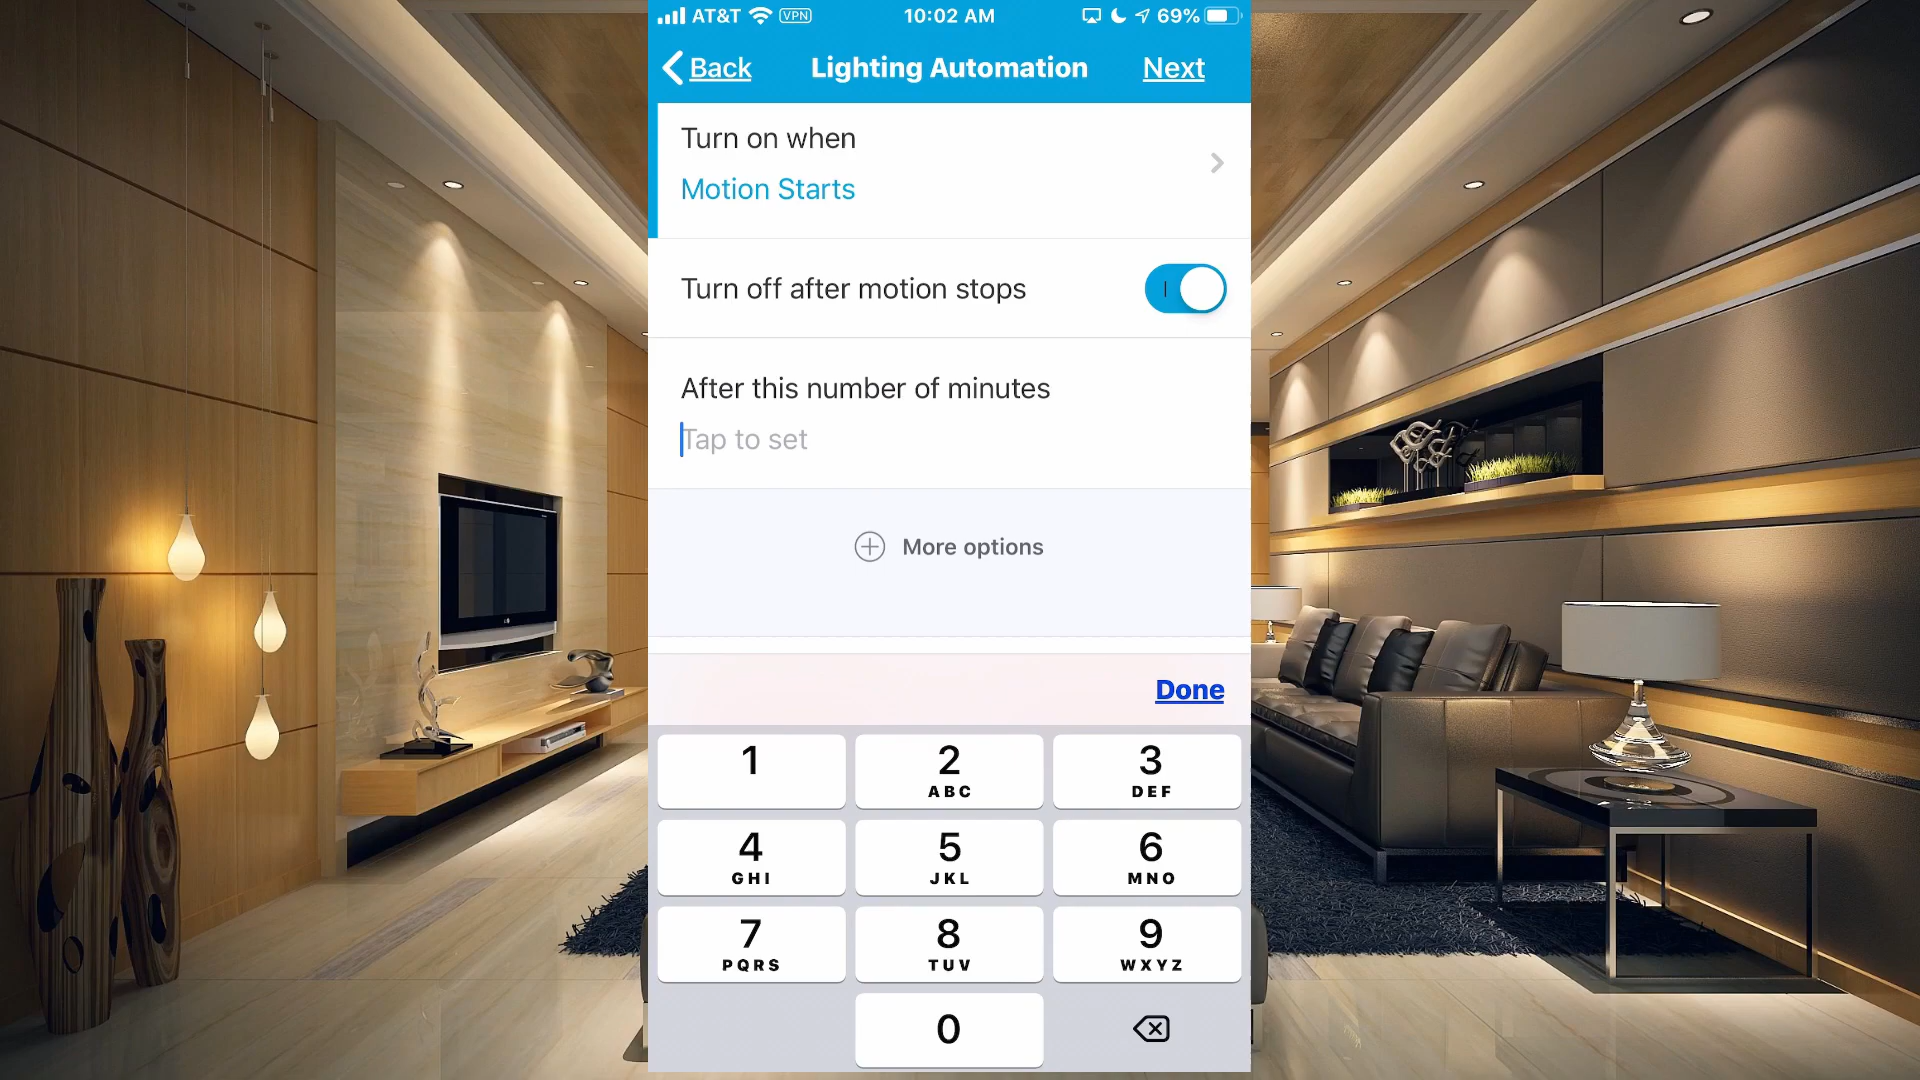 AT&T VPN 10:02 AM 69%
Back Lighting Automation Next
Turn on when
Motion Starts
Turn off after motion stops
After this number of minutes
Tap to set
More options
Done
1 2 3
ABC DEF
4 5 6
GHI JKL MNO
7 8 9
PQRS TUV WXYZ
0